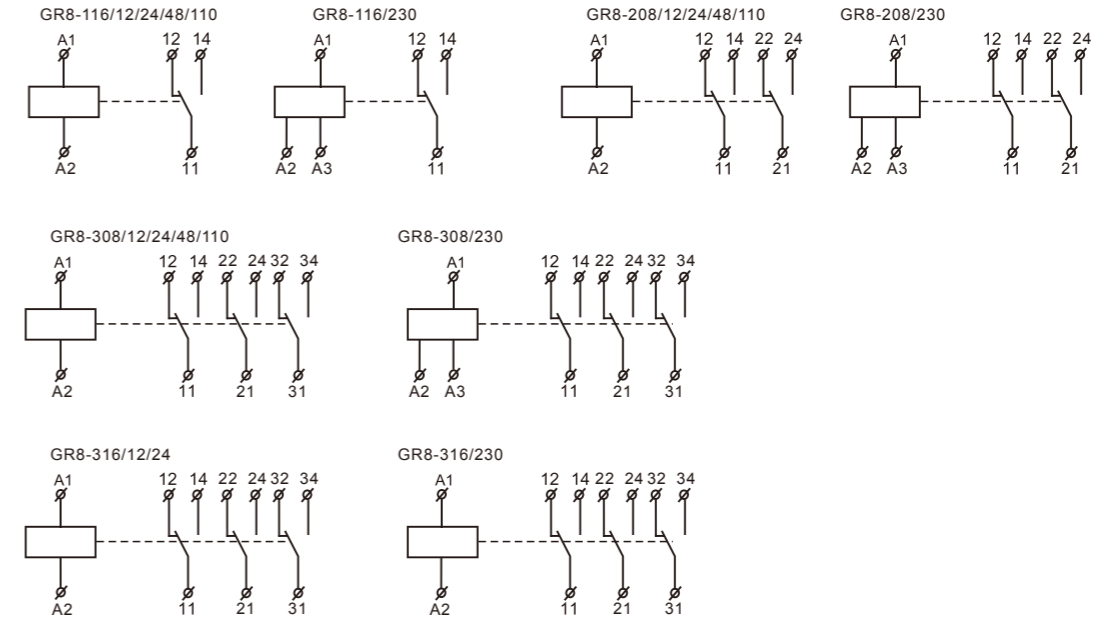 GR8-116/12/24/48/110
A1
12 14
A2
11
GR8-116/230
A1
12 14
A2 A3
11
GR8-208/12/24/48/110
A1
12 14 22 24
A2
11 21
GR8-208/230
A1
12 14 22 24
A2 A3
11 21
GR8-308/12/24/48/110
A1
12 14 22 24 32 34
A2
11 21 31
GR8-308/230
A1
12 14 22 24 32 34
A2 A3
11 21 31
GR8-316/12/24
A1
12 14 22 24 32 34
A2
11 21 31
GR8-316/230
A1
12 14 22 24 32 34
A2
11 21 31